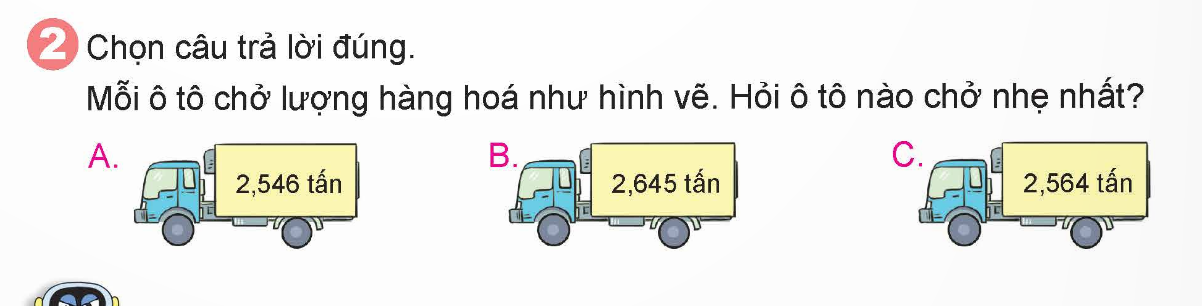 2 Chọn câu trả lời đúng.
Mỗi ô tô chở lượng hàng hoá như hình vẽ. Hỏi ô tô nào chở nhẹ nhất?
A. 2,546 tấn B. 2,645 tấn C. 2,564 tấn